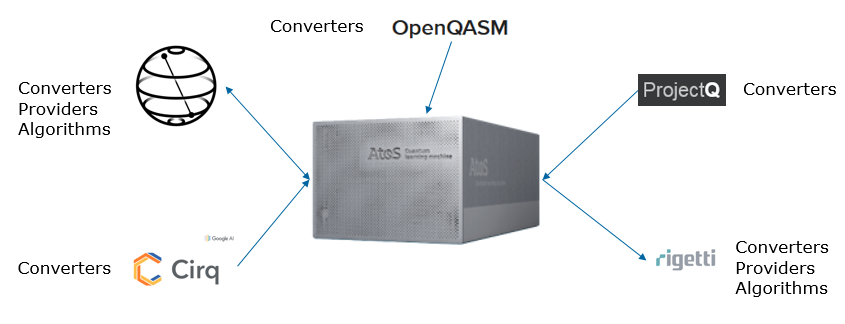 Converters
OpenQASM
Converters
Providers
Algorithms
ProjectQ
Converters
Atos
Quantum
learning machine
Atos
Google AI
Converters
Cirq
rigetti
Converters
Providers
Algorithms